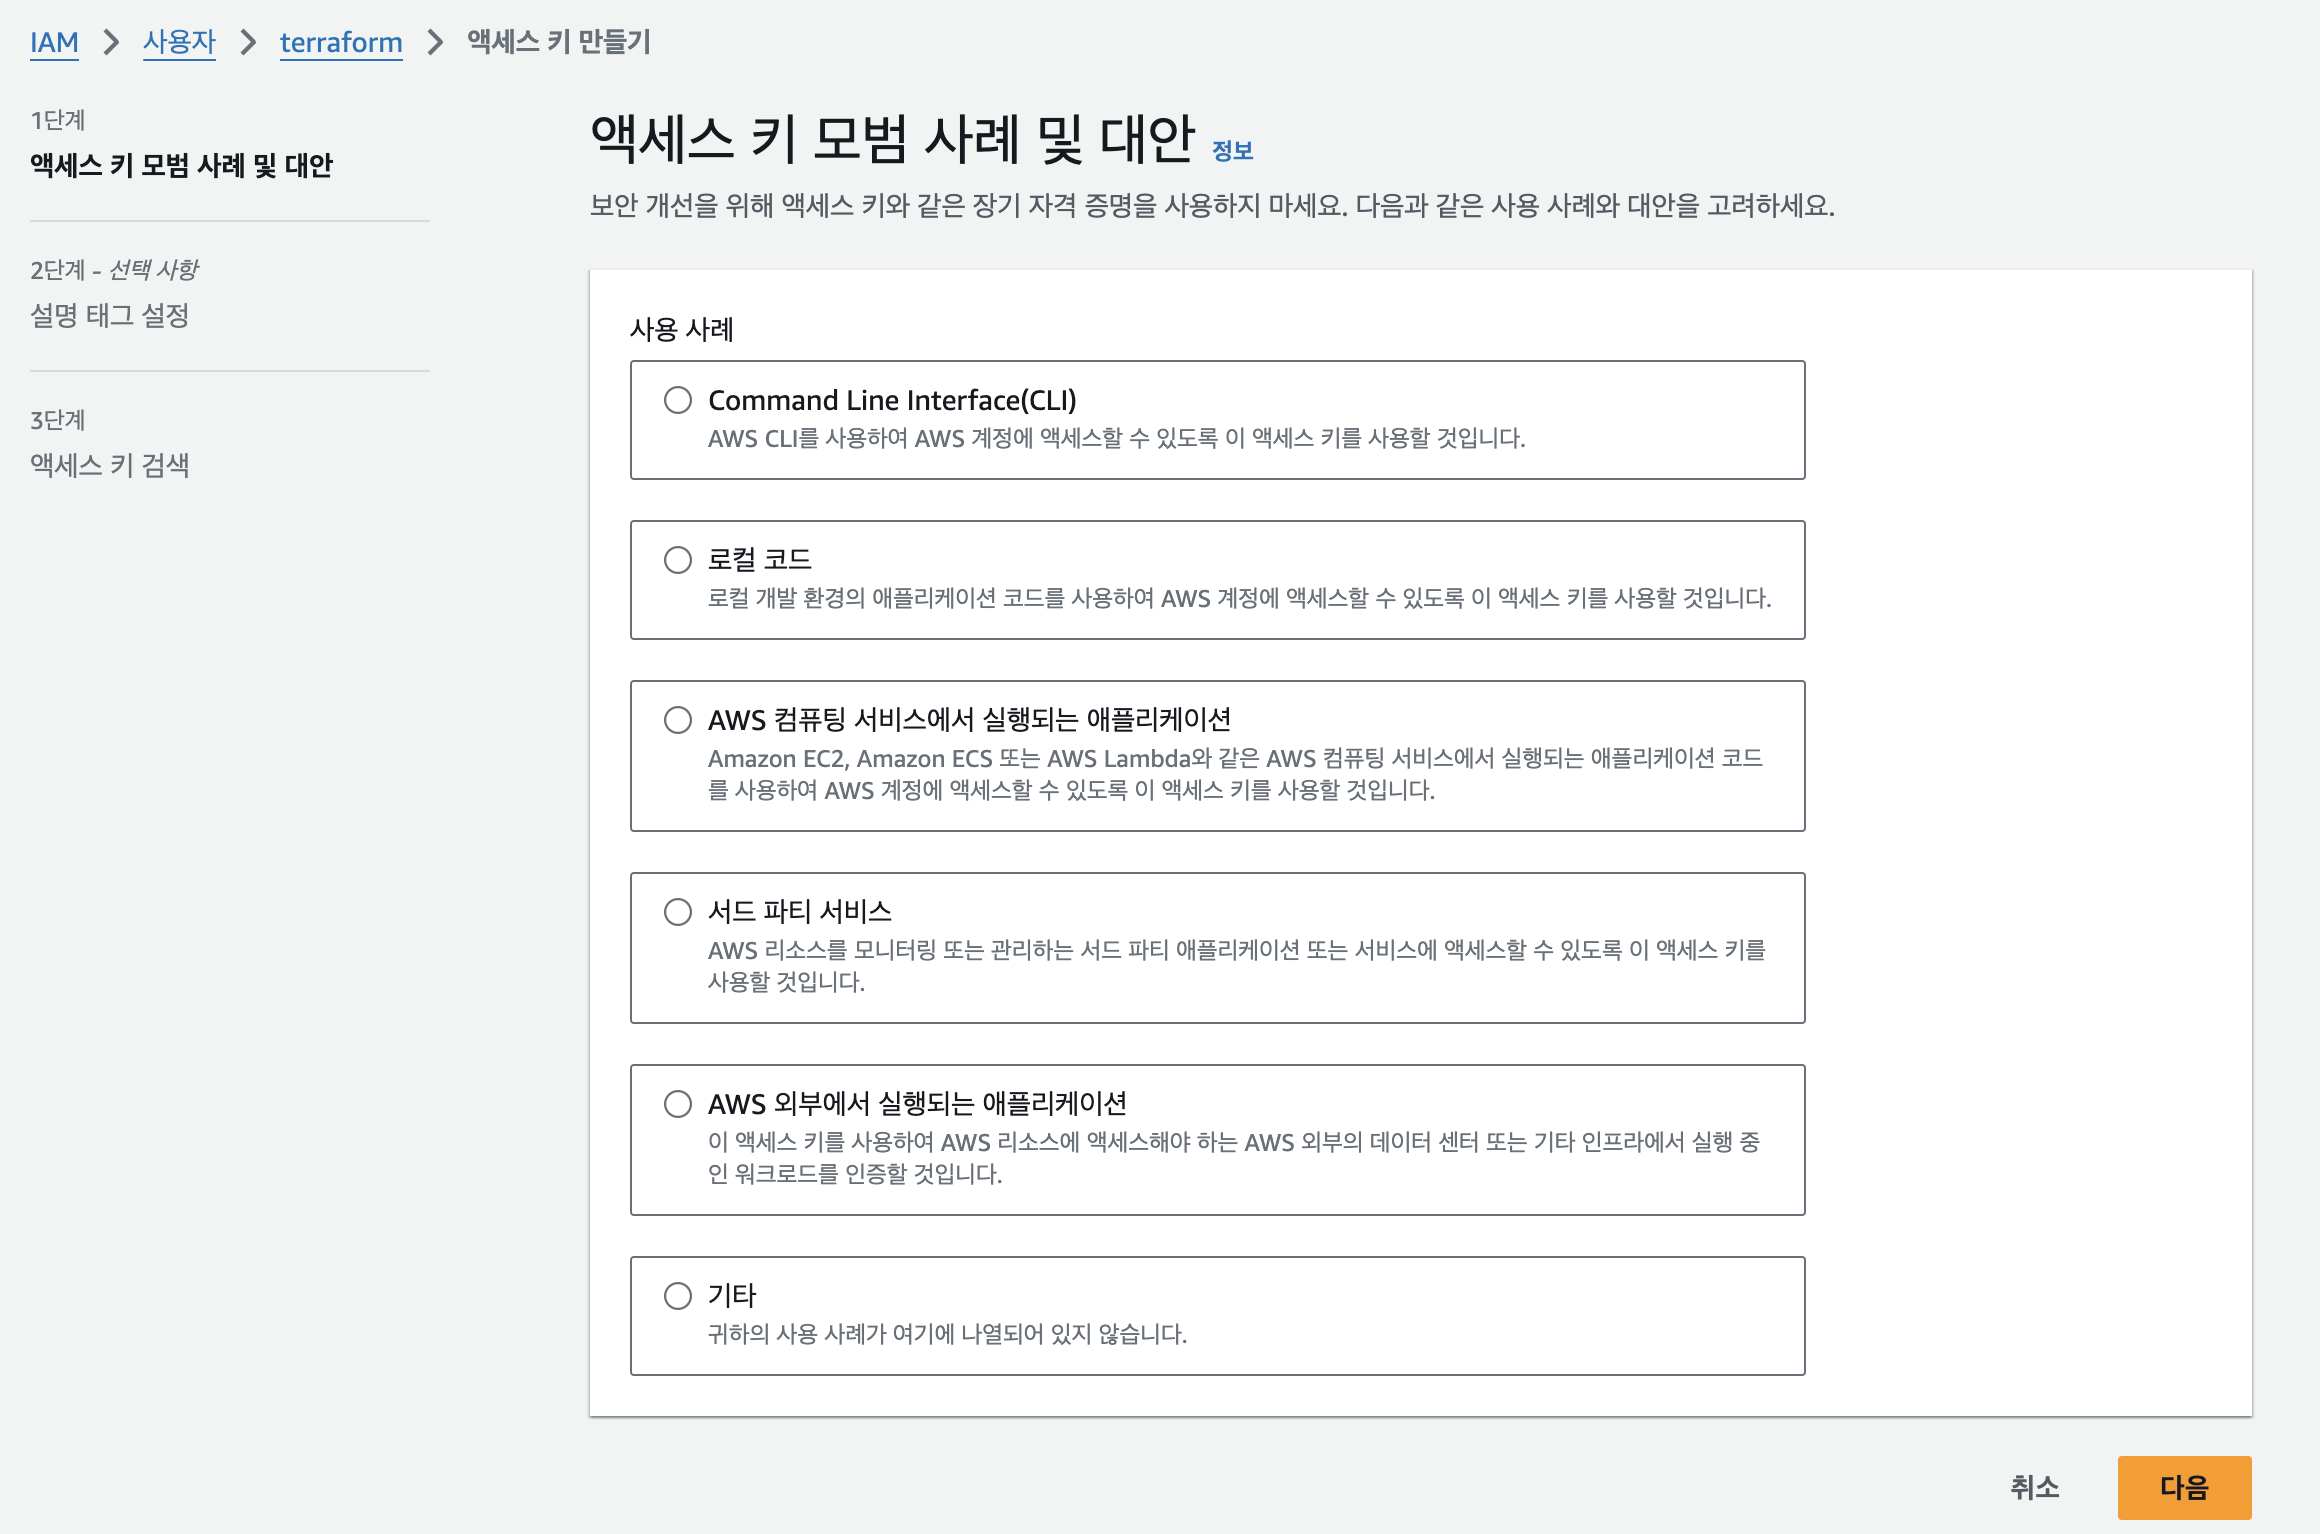 IAM > 사용자 > terraform > 액세스 키 만들기
1단계
액세스 키 모범 사례 및 대안
2단계 - 선택 사항
설명 태그 설정
3단계
액세스 키 검색
액세스 키 모범 사례 및 대안 정보
보안 개선을 위해 액세스 키와 같은 장기 자격 증명을 사용하지 마세요. 다음과 같은 사용 사례와 대안을 고려하세요.
사용 사례
Command Line Interface(CLI)
AWS CLI를 사용하여 AWS 계정에 액세스할 수 있도록 이 액세스 키를 사용할 것입니다.
로컬 코드
로컬 개발 환경의 애플리케이션 코드를 사용하여 AWS 계정에 액세스할 수 있도록 이 액세스 키를 사용할 것입니다.
AWS 컴퓨팅 서비스에서 실행되는 애플리케이션
Amazon EC2, Amazon ECS 또는 AWS Lambda와 같은 AWS 컴퓨팅 서비스에서 실행되는 애플리케이션 코드
를 사용하여 AWS 계정에 액세스할 수 있도록 이 액세스 키를 사용할 것입니다.
서드 파티 서비스
AWS 리소스를 모니터링 또는 관리하는 서드 파티 애플리케이션 또는 서비스에 액세스할 수 있도록 이 액세스 키를
사용할 것입니다.
AWS 외부에서 실행되는 애플리케이션
이 액세스 키를 사용하여 AWS 리소스에 액세스해야 하는 AWS 외부의 데이터 센터 또는 기타 인프라에서 실행 중
인 워크로드를 인증할 것입니다.
기타
귀하의 사용 사례가 여기에 나열되어 있지 않습니다.
취소
다음